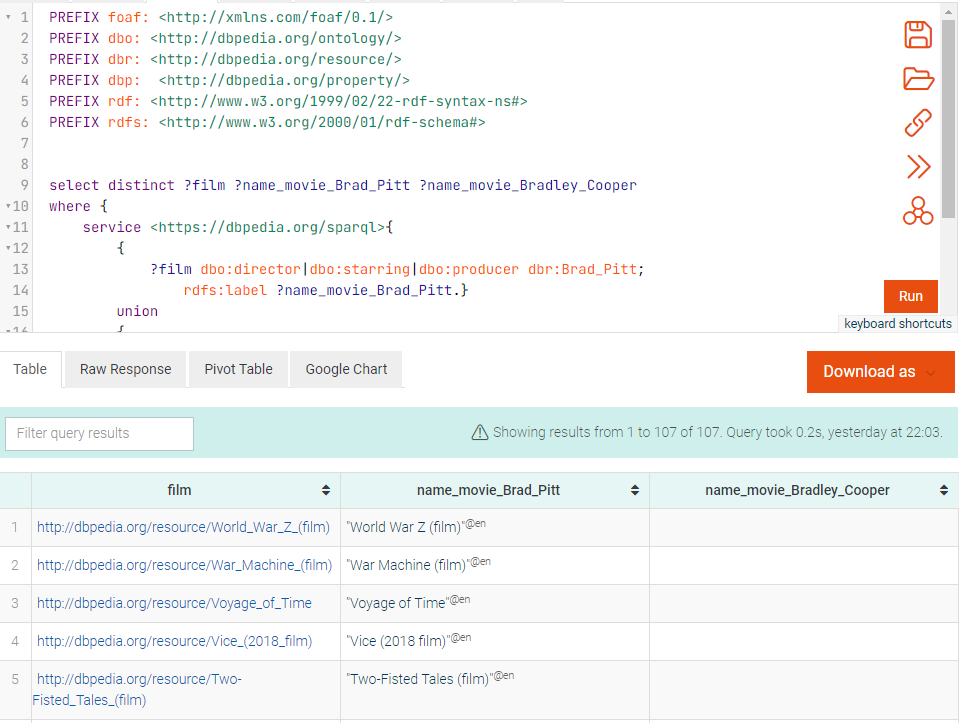 1 PREFIX foaf: <http://xmlns.com/foaf/0.1/>
2 PREFIX dbo: <http://dbpedia.org/ontology/>
3 PREFIX dbr: <http://dbpedia.org/resource/>
4 PREFIX dbp:  <http://dbpedia.org/property/>
5 PREFIX rdf: <http://www.w3.org/1999/02/22-rdf-syntax-ns#>
6 PREFIX rdfs: <http://www.w3.org/2000/01/rdf-schema#>
7
8
9 select distinct ?film ?name_movie_Brad_Pitt ?name_movie_Bradley_Cooper
10 where {
11     service <https://dbpedia.org/sparql>{
12         {
13             ?film dbo:director|dbo:starring|dbo:producer dbr:Brad_Pitt;
14                 rdfs:label ?name_movie_Brad_Pitt.}
15         union
16         {
Run
keyboard shortcuts
Table Raw Response Pivot Table Google Chart Download as
Filter query results Showing results from 1 to 107 of 107. Query took 0.2s, yesterday at 22:03.
film name_movie_Brad_Pitt name_movie_Bradley_Cooper
1 http://dbpedia.org/resource/World_War_Z_(film) "World War Z (film)"@en
2 http://dbpedia.org/resource/War_Machine_(film) "War Machine (film)"@en
3 http://dbpedia.org/resource/Voyage_of_Time "Voyage of Time"@en
4 http://dbpedia.org/resource/Vice_(2018_film) "Vice (2018 film)"@en
5 http://dbpedia.org/resource/Two- "Two-Fisted Tales (film)"@en
Fisted_Tales_(film)